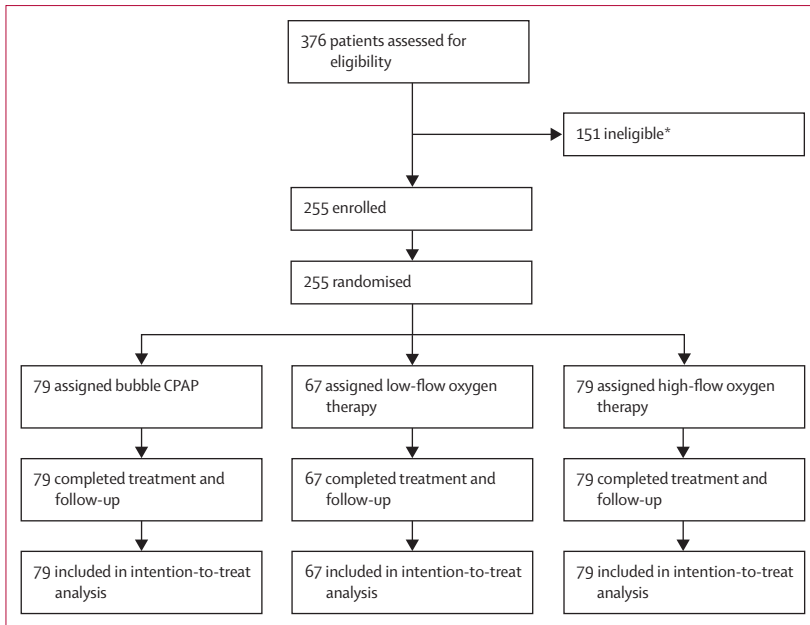 376 patients assessed for
eligibility
151 ineligible*
255 enrolled
255 randomised
79 assigned bubble CPAP
67 assigned low-flow oxygen
therapy
79 assigned high-flow oxygen
therapy
79 completed treatment and
follow-up
67 completed treatment and
follow-up
79 completed treatment and
follow-up
79 included in intention-to-treat
analysis
67 included in intention-to-treat
analysis
79 included in intention-to-treat
analysis